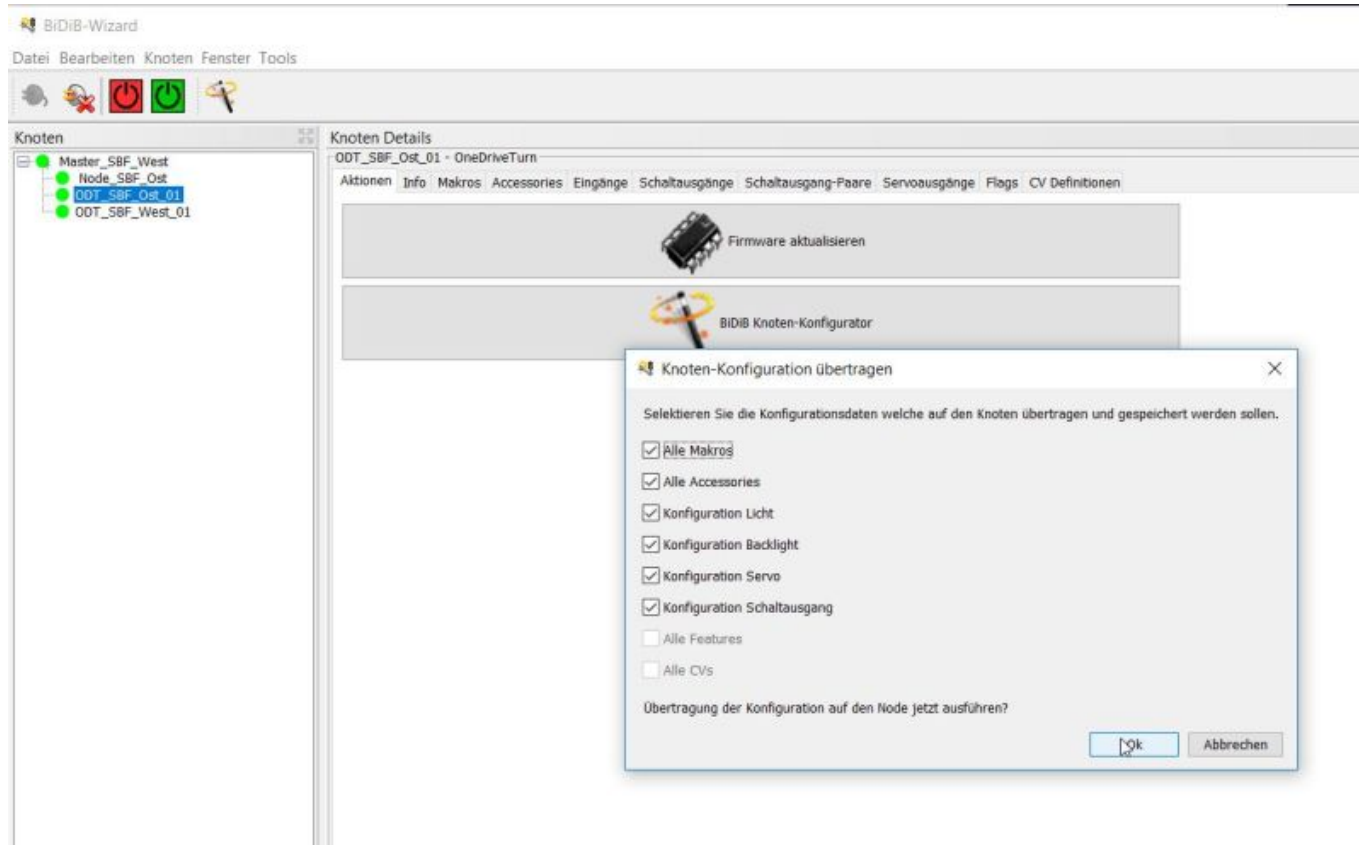 BiDiB-Wizard
Datei Bearbeiten Knoten Fenster Tools
Knoten
Master_SBF_West
Node_SBF_Ost
ODT_SBF_Ost_01
ODT_SBF_West_01
Knoten Details
ODT_SBF_Ost_01 - OneDriveTurn
Aktionen Info Makros Accessories Eingänge Schaltausgänge Schaltausgang-Paare Servoausgänge Flags CV Definitionen
Firmware aktualisieren
BiDiB Knoten-Konfigurator
Knoten-Konfiguration übertragen
Selektieren Sie die Konfigurationsdaten welche auf den Knoten übertragen und gespeichert werden sollen.
Alle Makros
Alle Accessories
Konfiguration Licht
Konfiguration Backlight
Konfiguration Servo
Konfiguration Schaltausgang
Alle Features
Alle CVs
Übertragung der Konfiguration auf den Node jetzt ausführen?
Ok Abbrechen